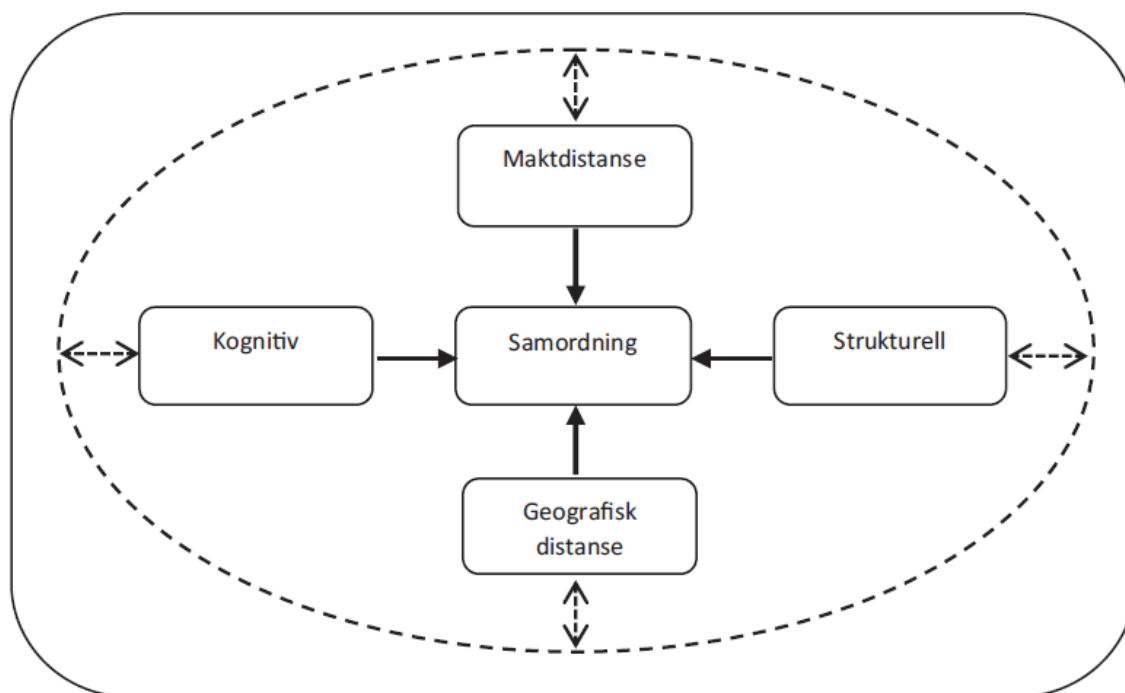 Maktdistanse
Kognitiv
Samordning
Strukturell
Geografisk
distanse